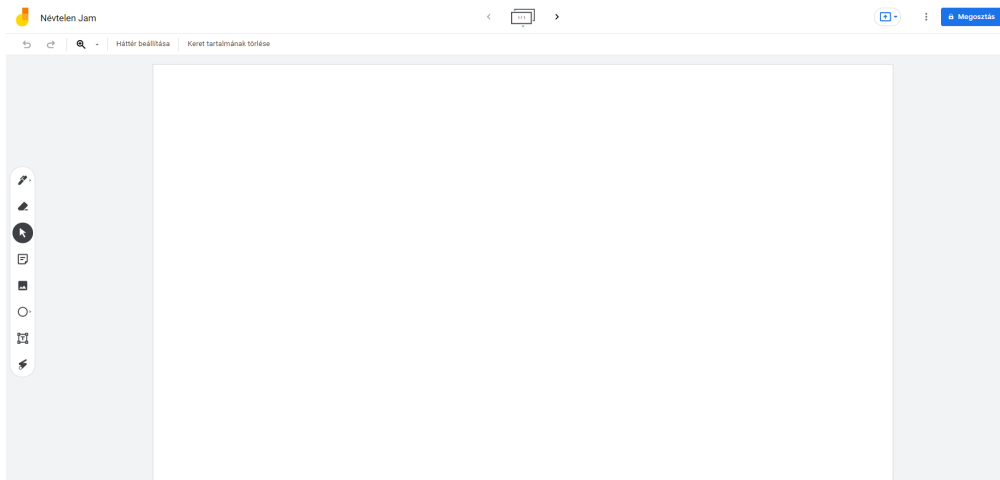 Névtelen Jam
Megosztás
Háttér beállítása
Keret tartalmának törlése